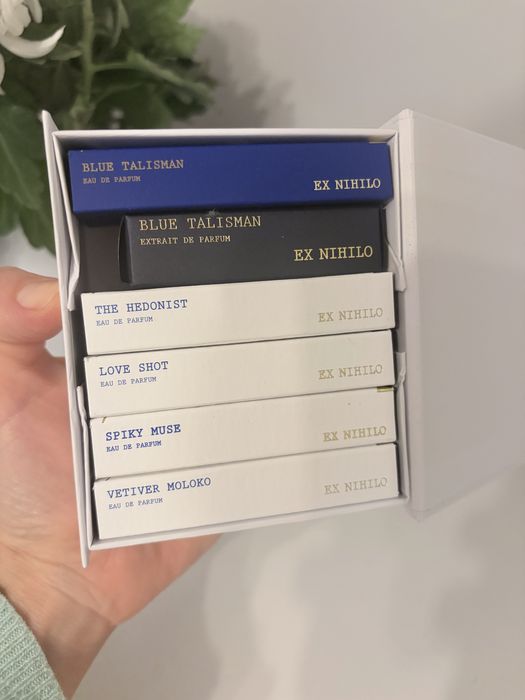 BLUE TALISMAN
EAU DE PARFUM
EX NIHILO
BLUE TALISMAN
EXTRAIT DE PARFUM
EX NIHILO
THE HEDONIST
EAU DE PARFUM
EX NIHILO
LOVE SHOT
EAU DE PARFUM
EX NIHILO
SPIKY MUSE
EAU DE PARFUM
EX NIHILO
VETIVER MOLOKO
EAU DE PARFUM
EX NIHILO